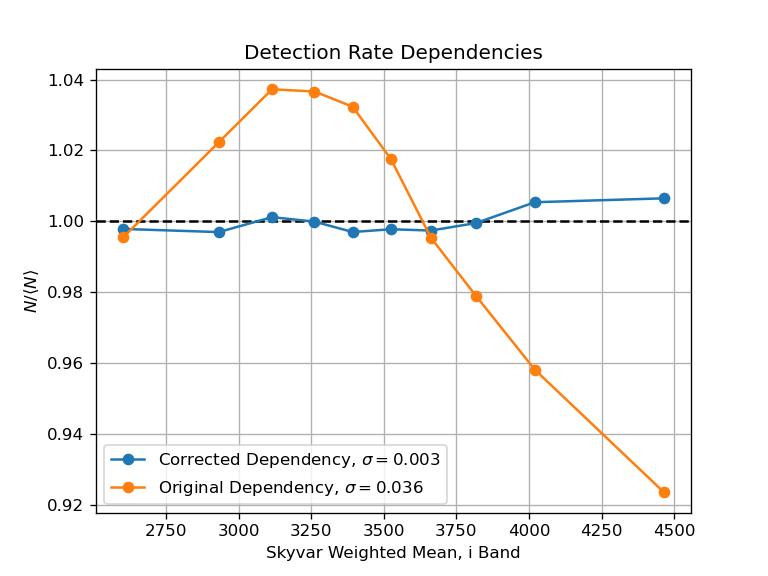 Detection Rate Dependencies
1.04
1.02
1.00
0.98
0.96
0.94
0.92
N/⟨N⟩
Corrected Dependency, σ = 0.003
Original Dependency, σ = 0.036
2750 3000 3250 3500 3750 4000 4250 4500
Skyvar Weighted Mean, i Band